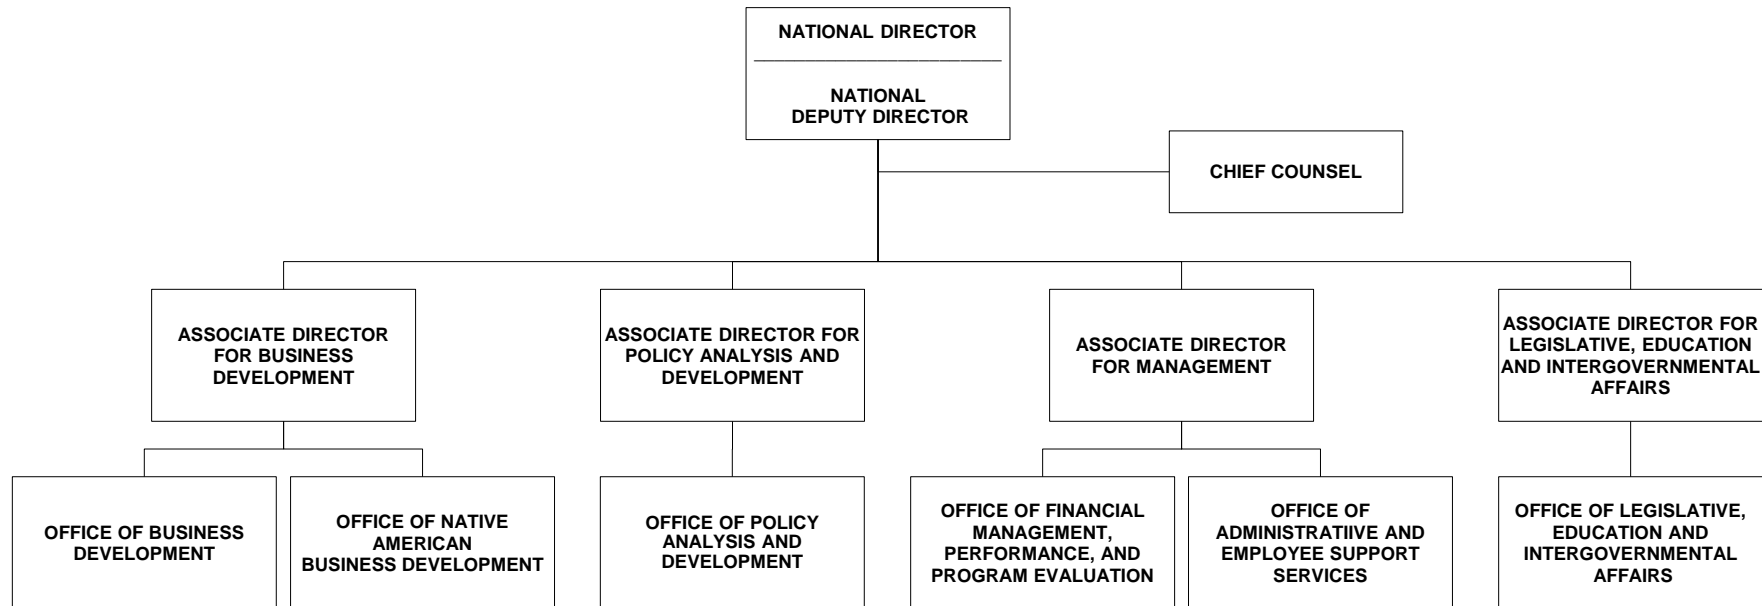 NATIONAL DIRECTOR
NATIONAL
DEPUTY DIRECTOR
CHIEF COUNSEL
ASSOCIATE DIRECTOR
FOR BUSINESS
DEVELOPMENT
ASSOCIATE DIRECTOR FOR
POLICY ANALYSIS AND
DEVELOPMENT
ASSOCIATE DIRECTOR
FOR MANAGEMENT
ASSOCIATE DIRECTOR FOR
LEGISLATIVE, EDUCATION
AND INTERGOVERNMENTAL
AFFAIRS
OFFICE OF BUSINESS
DEVELOPMENT
OFFICE OF NATIVE
AMERICAN
BUSINESS DEVELOPMENT
OFFICE OF POLICY
ANALYSIS AND
DEVELOPMENT
OFFICE OF FINANCIAL
MANAGEMENT,
PERFORMANCE, AND
PROGRAM EVALUATION
OFFICE OF
ADMINISTRATIIVE AND
EMPLOYEE SUPPORT
SERVICES
OFFICE OF LEGISLATIVE,
EDUCATION AND
INTERGOVERNMENTAL
AFFAIRS